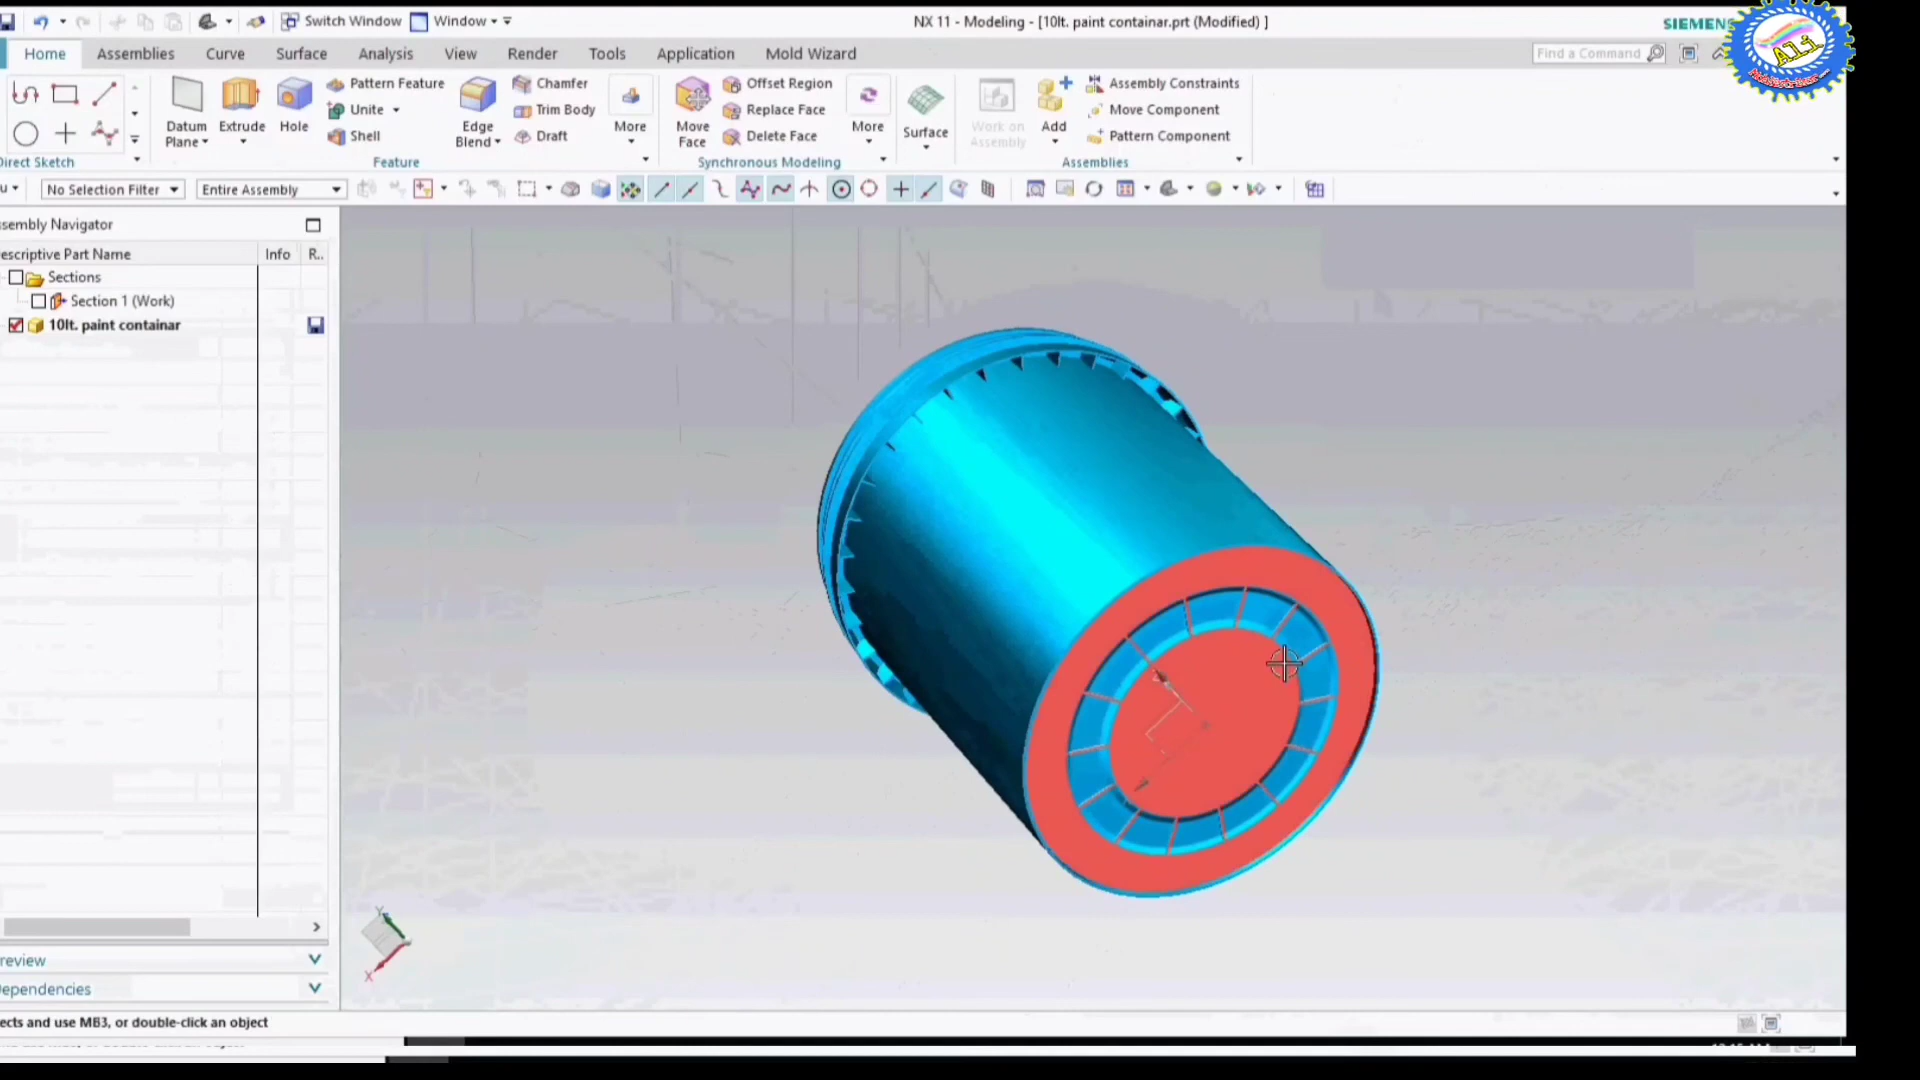 Switch Window Window NX 11 - Modeling - [10lt. paint containar.prt (Modified) ] SIEMENS
Home Assemblies Curve Surface Analysis View Render Tools Application Mold Wizard Find a Command
Ali
Pattern Feature Chamfer Offset Region Assembly Constraints
Unite Trim Body Replace Face Move Component
Shell Draft Delete Face Pattern Component
Datum Plane Extrude Hole Edge Blend More Move Face More Surface Work on Assembly Add
Direct Sketch Feature Synchronous Modeling Assemblies
No Selection Filter Entire Assembly
ssembly Navigator
escriptive Part Name Info R..
Sections
Section 1 (Work)
10lt. paint containar
Y
X
review
ependencies
ects and use MB3, or double-click an object